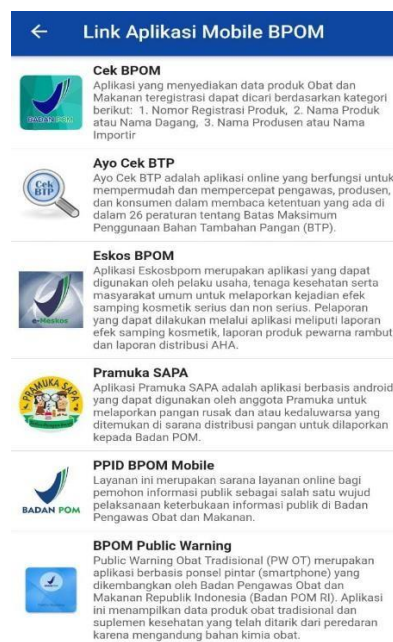 Link Aplikasi Mobile BPOM
Cek BPOM
Aplikasi yang menyediakan data produk Obat dan
Makanan teregistrasi dapat dicari berdasarkan kategori
berikut: 1. Nomor Registrasi Produk, 2. Nama Produk
atau Nama Dagang, 3. Nama Produsen atau Nama
Importir
BADAN POM
Ayo Cek BTP
Ayo Cek BTP adalah aplikasi online yang berfungsi untuk
mempermudah dan mempercepat pengawas, produsen,
dan konsumen dalam membaca ketentuan yang ada di
dalam 26 peraturan tentang Batas Maksimum
Penggunaan Bahan Tambahan Pangan (BTP).
Cek
BTP
Eskos BPOM
Aplikasi Eskosbpom merupakan aplikasi yang dapat
digunakan oleh pelaku usaha, tenaga kesehatan serta
masyarakat umum untuk melaporkan kejadian efek
samping kosmetik serius dan non serius. Pelaporan
yang dapat dilakukan melalui aplikasi meliputi laporan
efek samping kosmetik, laporan produk pewarna rambut
dan laporan distribusi AHA.
e-Meskos
Pramuka SAPA
Aplikasi Pramuka SAPA adalah aplikasi berbasis android
yang dapat digunakan oleh anggota Pramuka untuk
melaporkan pangan rusak dan atau kedaluwarsa yang
ditemukan di sarana distribusi pangan untuk dilaporkan
kepada Badan POM.
PRAMUKA SAPA
PPID BPOM Mobile
Layanan ini merupakan sarana layanan online bagi
pemohon informasi publik sebagai salah satu wujud
pelaksanaan keterbukaan informasi publik di Badan
Pengawas Obat dan Makanan.
BADAN POM
BPOM Public Warning
Public Warning Obat Tradisional (PW OT) merupakan
aplikasi berbasis ponsel pintar (smartphone) yang
dikembangkan oleh Badan Pengawas Obat dan
Makanan Republik Indonesia (Badan POM RI). Aplikasi
ini menampilkan data produk obat tradisional dan
suplemen kesehatan yang telah ditarik dari peredaran
karena mengandung bahan kimia obat.